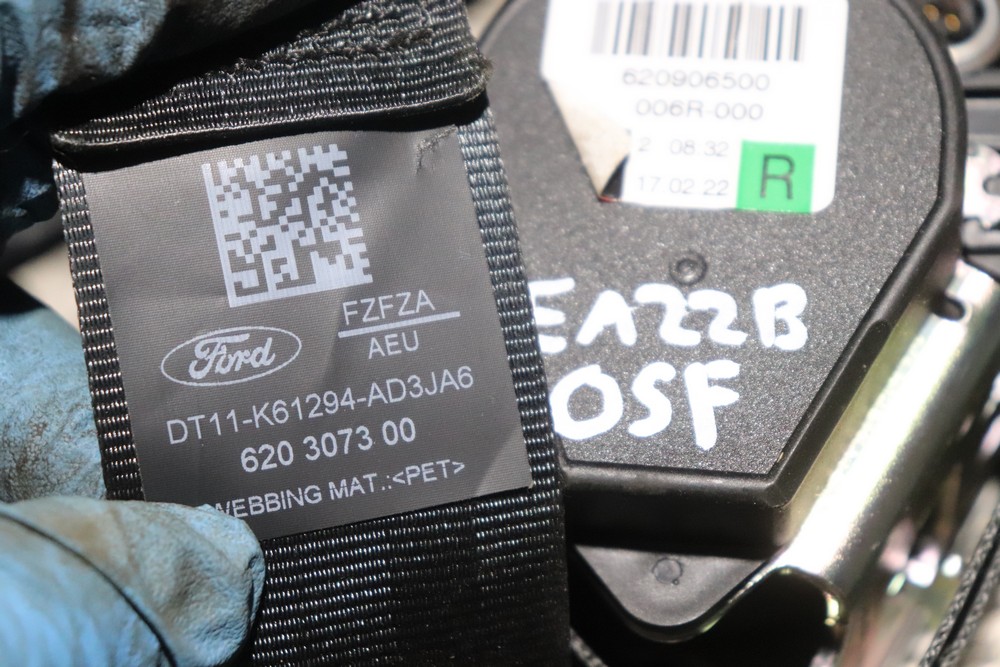 FZFZA
AEU
Ford
DT11-K61294-AD3JA6
620 3073 00
WEBBING MAT.:<PET>
620906500
006R-000
2 08:32
17.02.22
R
EA22B
OSF